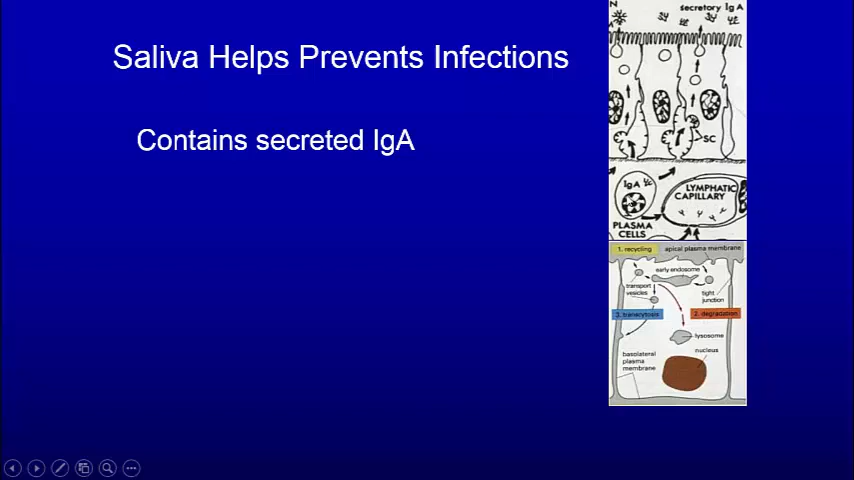 Saliva Helps Prevents Infections
Contains secreted IgA
N
secretory Ig A
SC
IgA
LYMPHATIC
CAPILLARY
PLASMA
CELLS
1. recycling
apical plasma membrane
early endosome
transport
vesicles
tight
junction
3. transcytosis
2. degradation
lysosome
nucleus
basolateral
plasma
membrane